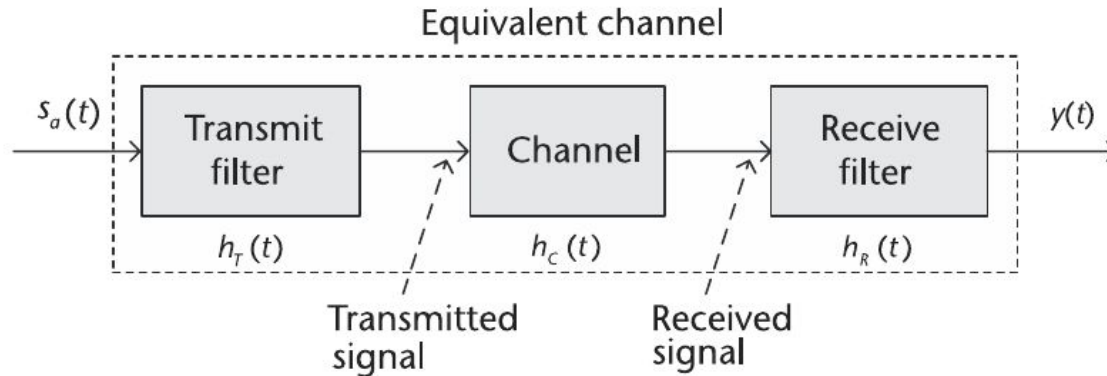 Equivalent channel
s_a(t)
Transmit
filter
Channel
Receive
filter
y(t)
h_T(t)
h_C(t)
h_R(t)
Transmitted
signal
Received
signal